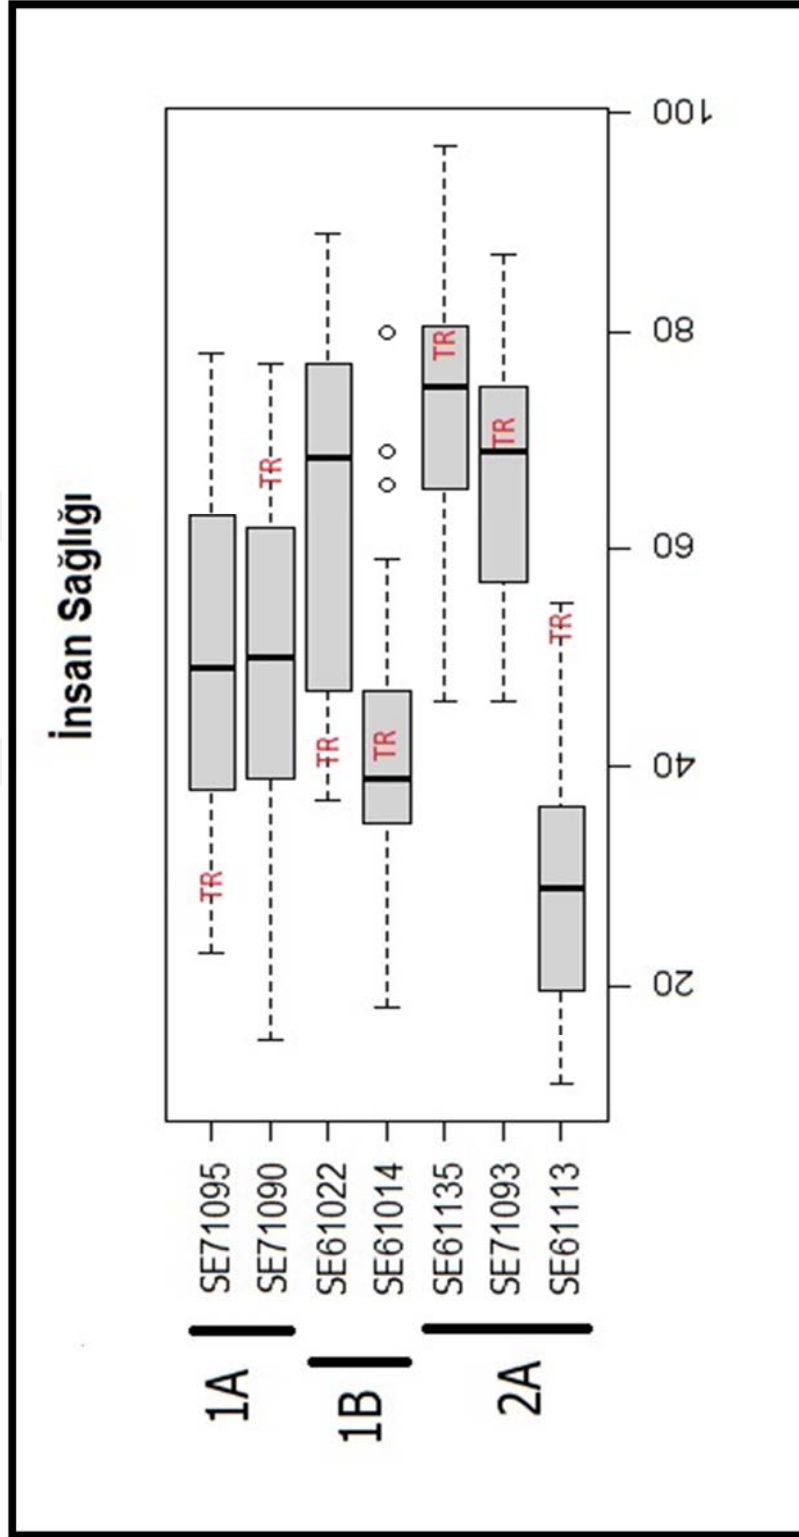 İnsan Sağlığı
100
80
60
40
20
TR
TR
TR
TR
TR
TR
TR
SE71095
SE71090
SE61022
SE61014
SE61135
SE71093
SE61113
1A
1B
2A